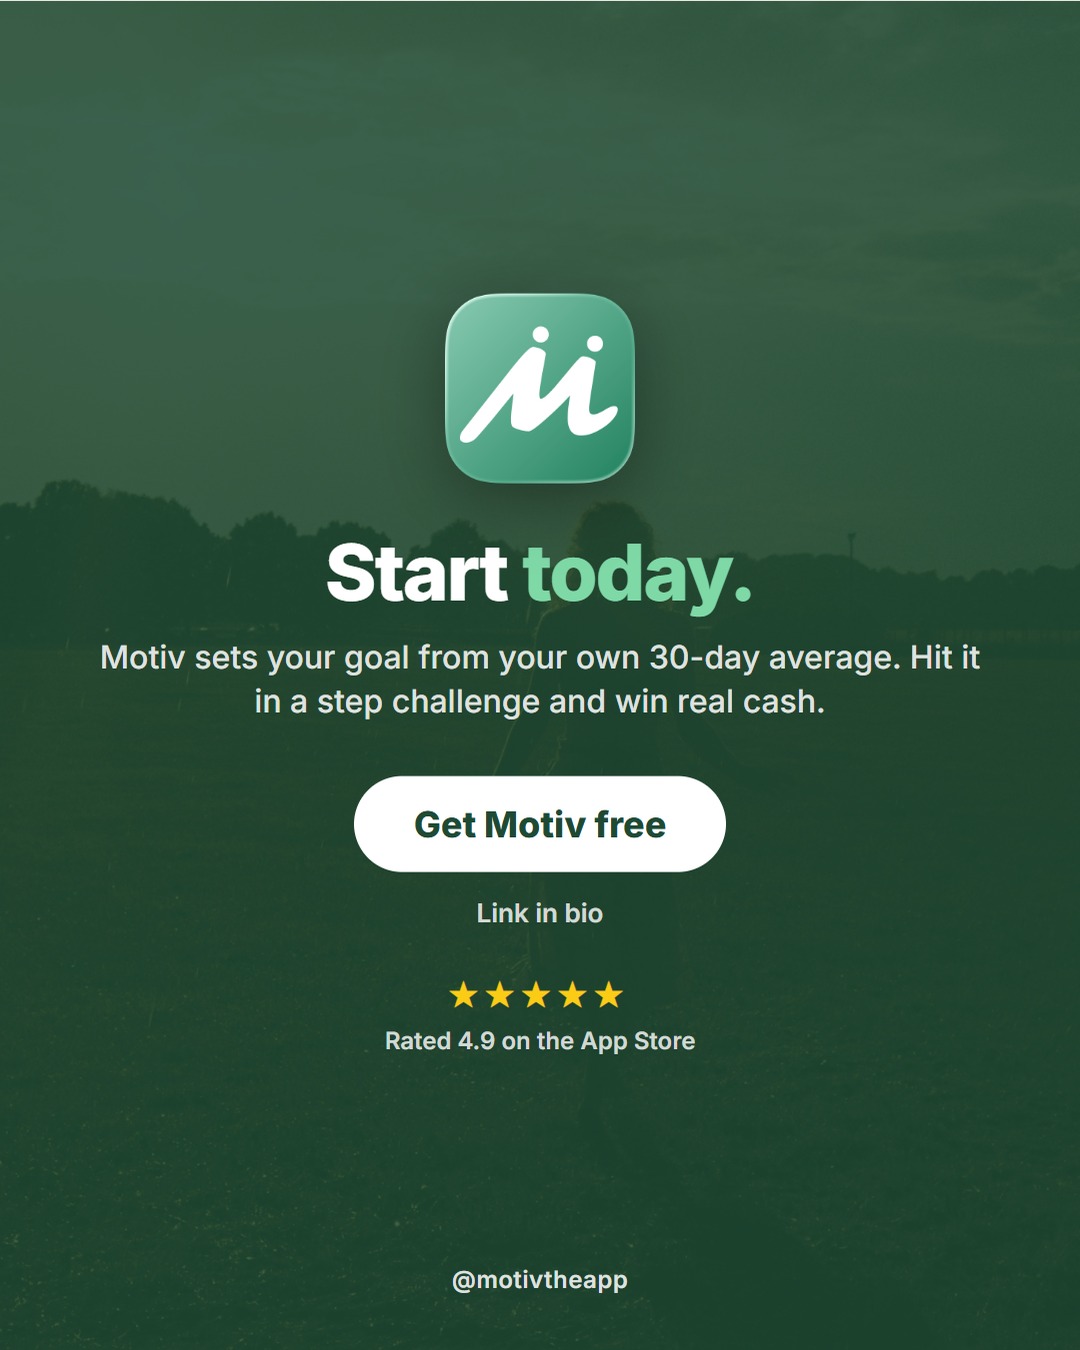 Start today.
Motiv sets your goal from your own 30-day average. Hit it
in a step challenge and win real cash.
Get Motiv free
Link in bio
Rated 4.9 on the App Store
@motivtheapp